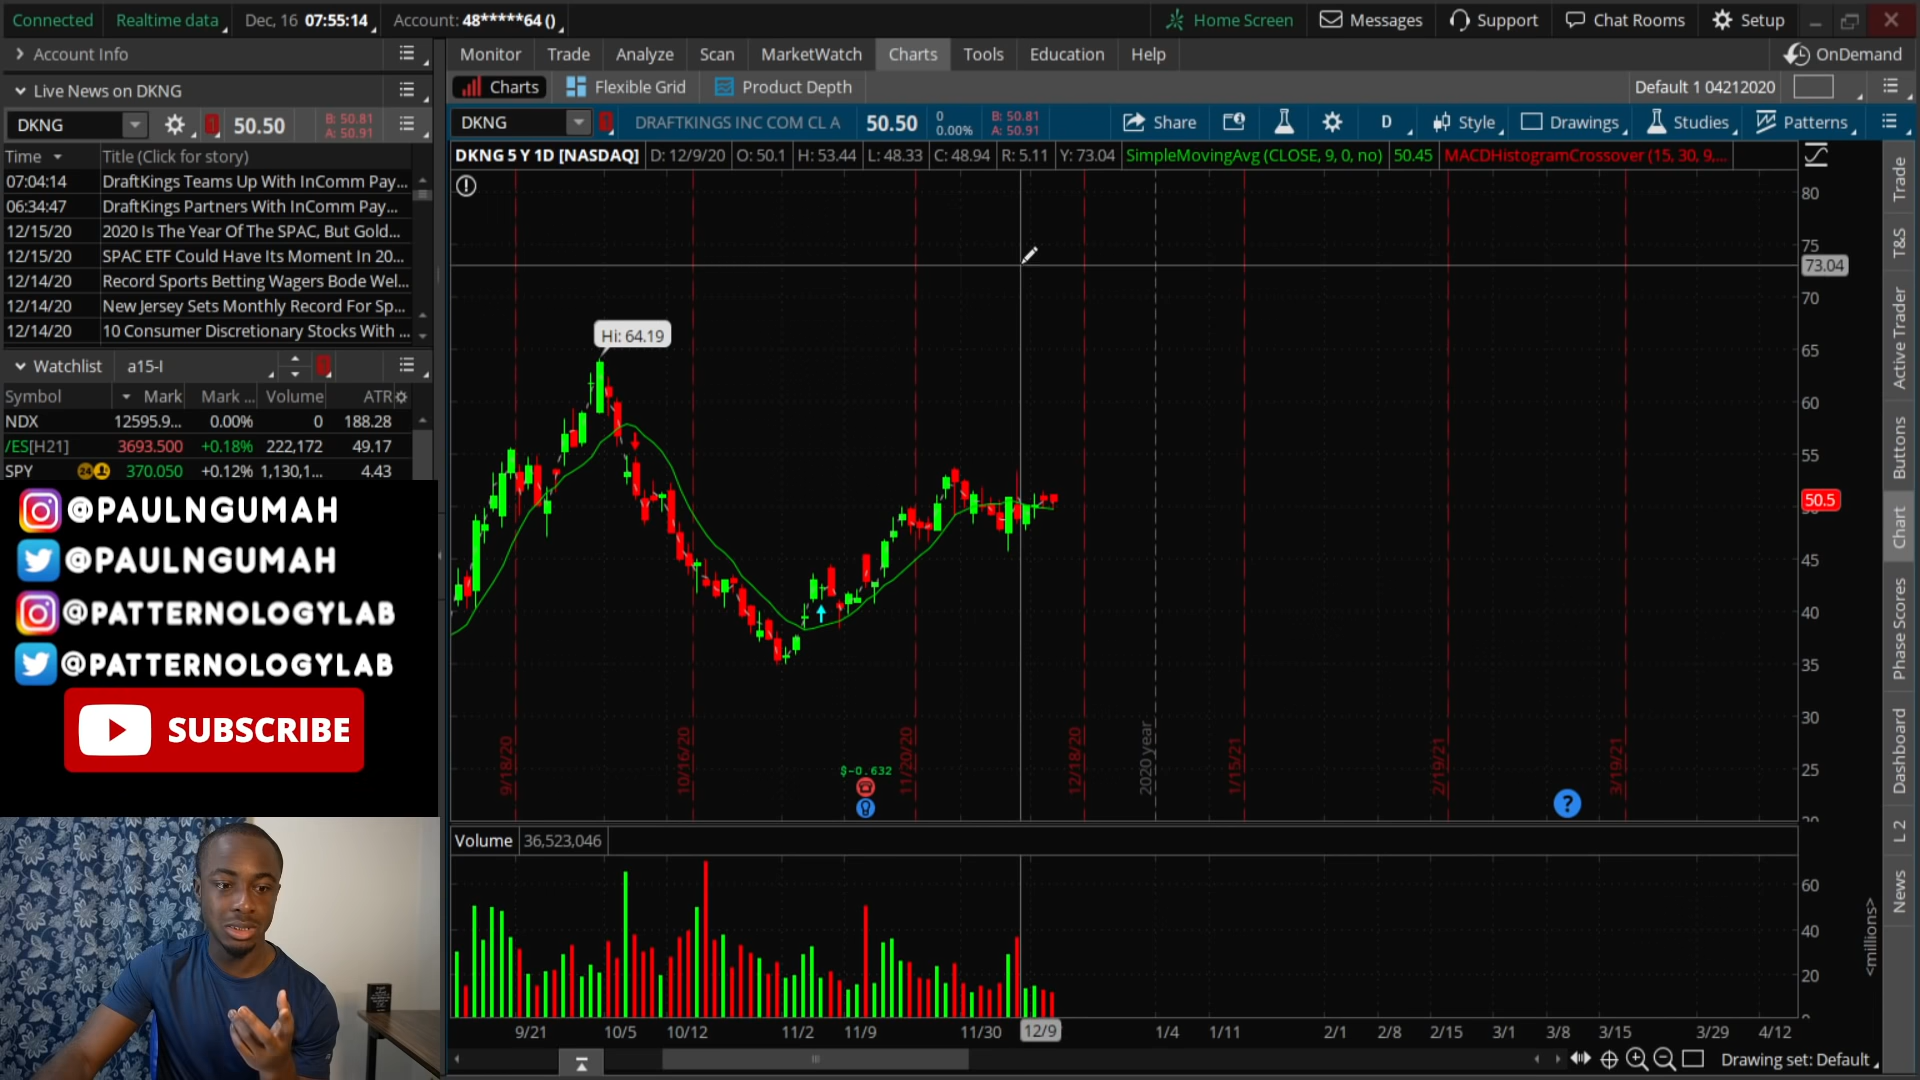 Connected Realtime data Dec, 16 07:55:14 Account: 48*****64 () Home Screen Messages Support Chat Rooms Setup
Account Info Monitor Trade Analyze Scan MarketWatch Charts Tools Education Help OnDemand
Live News on DKNG Charts Flexible Grid Product Depth Default 1 04212020
DKNG 50.50 B: 50.81 A: 50.91
DKNG DRAFTKINGS INC COM CL A 50.50 0 0.00% B: 50.81 A: 50.91 Share D Style Drawings Studies Patterns
DKNG 5 Y 1D [NASDAQ] D: 12/9/20 O: 50.1 H: 53.44 L: 48.33 C: 48.94 R: 5.11 Y: 73.04 SimpleMovingAvg (CLOSE, 9, 0, no) 50.45 MACDHistogramCrossover (15, 30, 9,...
Time Title (Click for story)
07:04:14 DraftKings Teams Up With InComm Pay...
06:34:47 DraftKings Partners With InComm Pay...
12/15/20 2020 Is The Year Of The SPAC, But Gold...
12/15/20 SPAC ETF Could Have Its Moment In 20...
12/14/20 Record Sports Betting Wagers Bode Wel...
12/14/20 New Jersey Sets Monthly Record For Sp...
12/14/20 10 Consumer Discretionary Stocks With ...
Watchlist a15-I
Symbol Mark Mark ... Volume ATR
NDX 12595.9... 0.00% 0 188.28
/ES[H21] 3693.500 +0.18% 222,172 49.17
SPY 370.050 +0.12% 1,130,1... 4.43
@PAULNGUMAH
@PAULNGUMAH
@PATTERNOLOGYLAB
@PATTERNOLOGYLAB
SUBSCRIBE
Hi: 64.19
80
75
73.04
70
65
60
55
50.5
45
40
35
30
25
9/18/20 10/16/20 11/20/20 12/18/20 2020 year 1/15/21 2/19/21 3/19/21
$-0.632
?
Volume 36,523,046
60
40
20
<millions>
9/21 10/5 10/12 11/2 11/9 11/30 12/9 1/4 1/11 2/1 2/8 2/15 3/1 3/8 3/15 3/29 4/12
Drawing set: Default
Trade
T&S
Active Trader
Buttons
Chart
Phase Scores
Dashboard
L 2
News